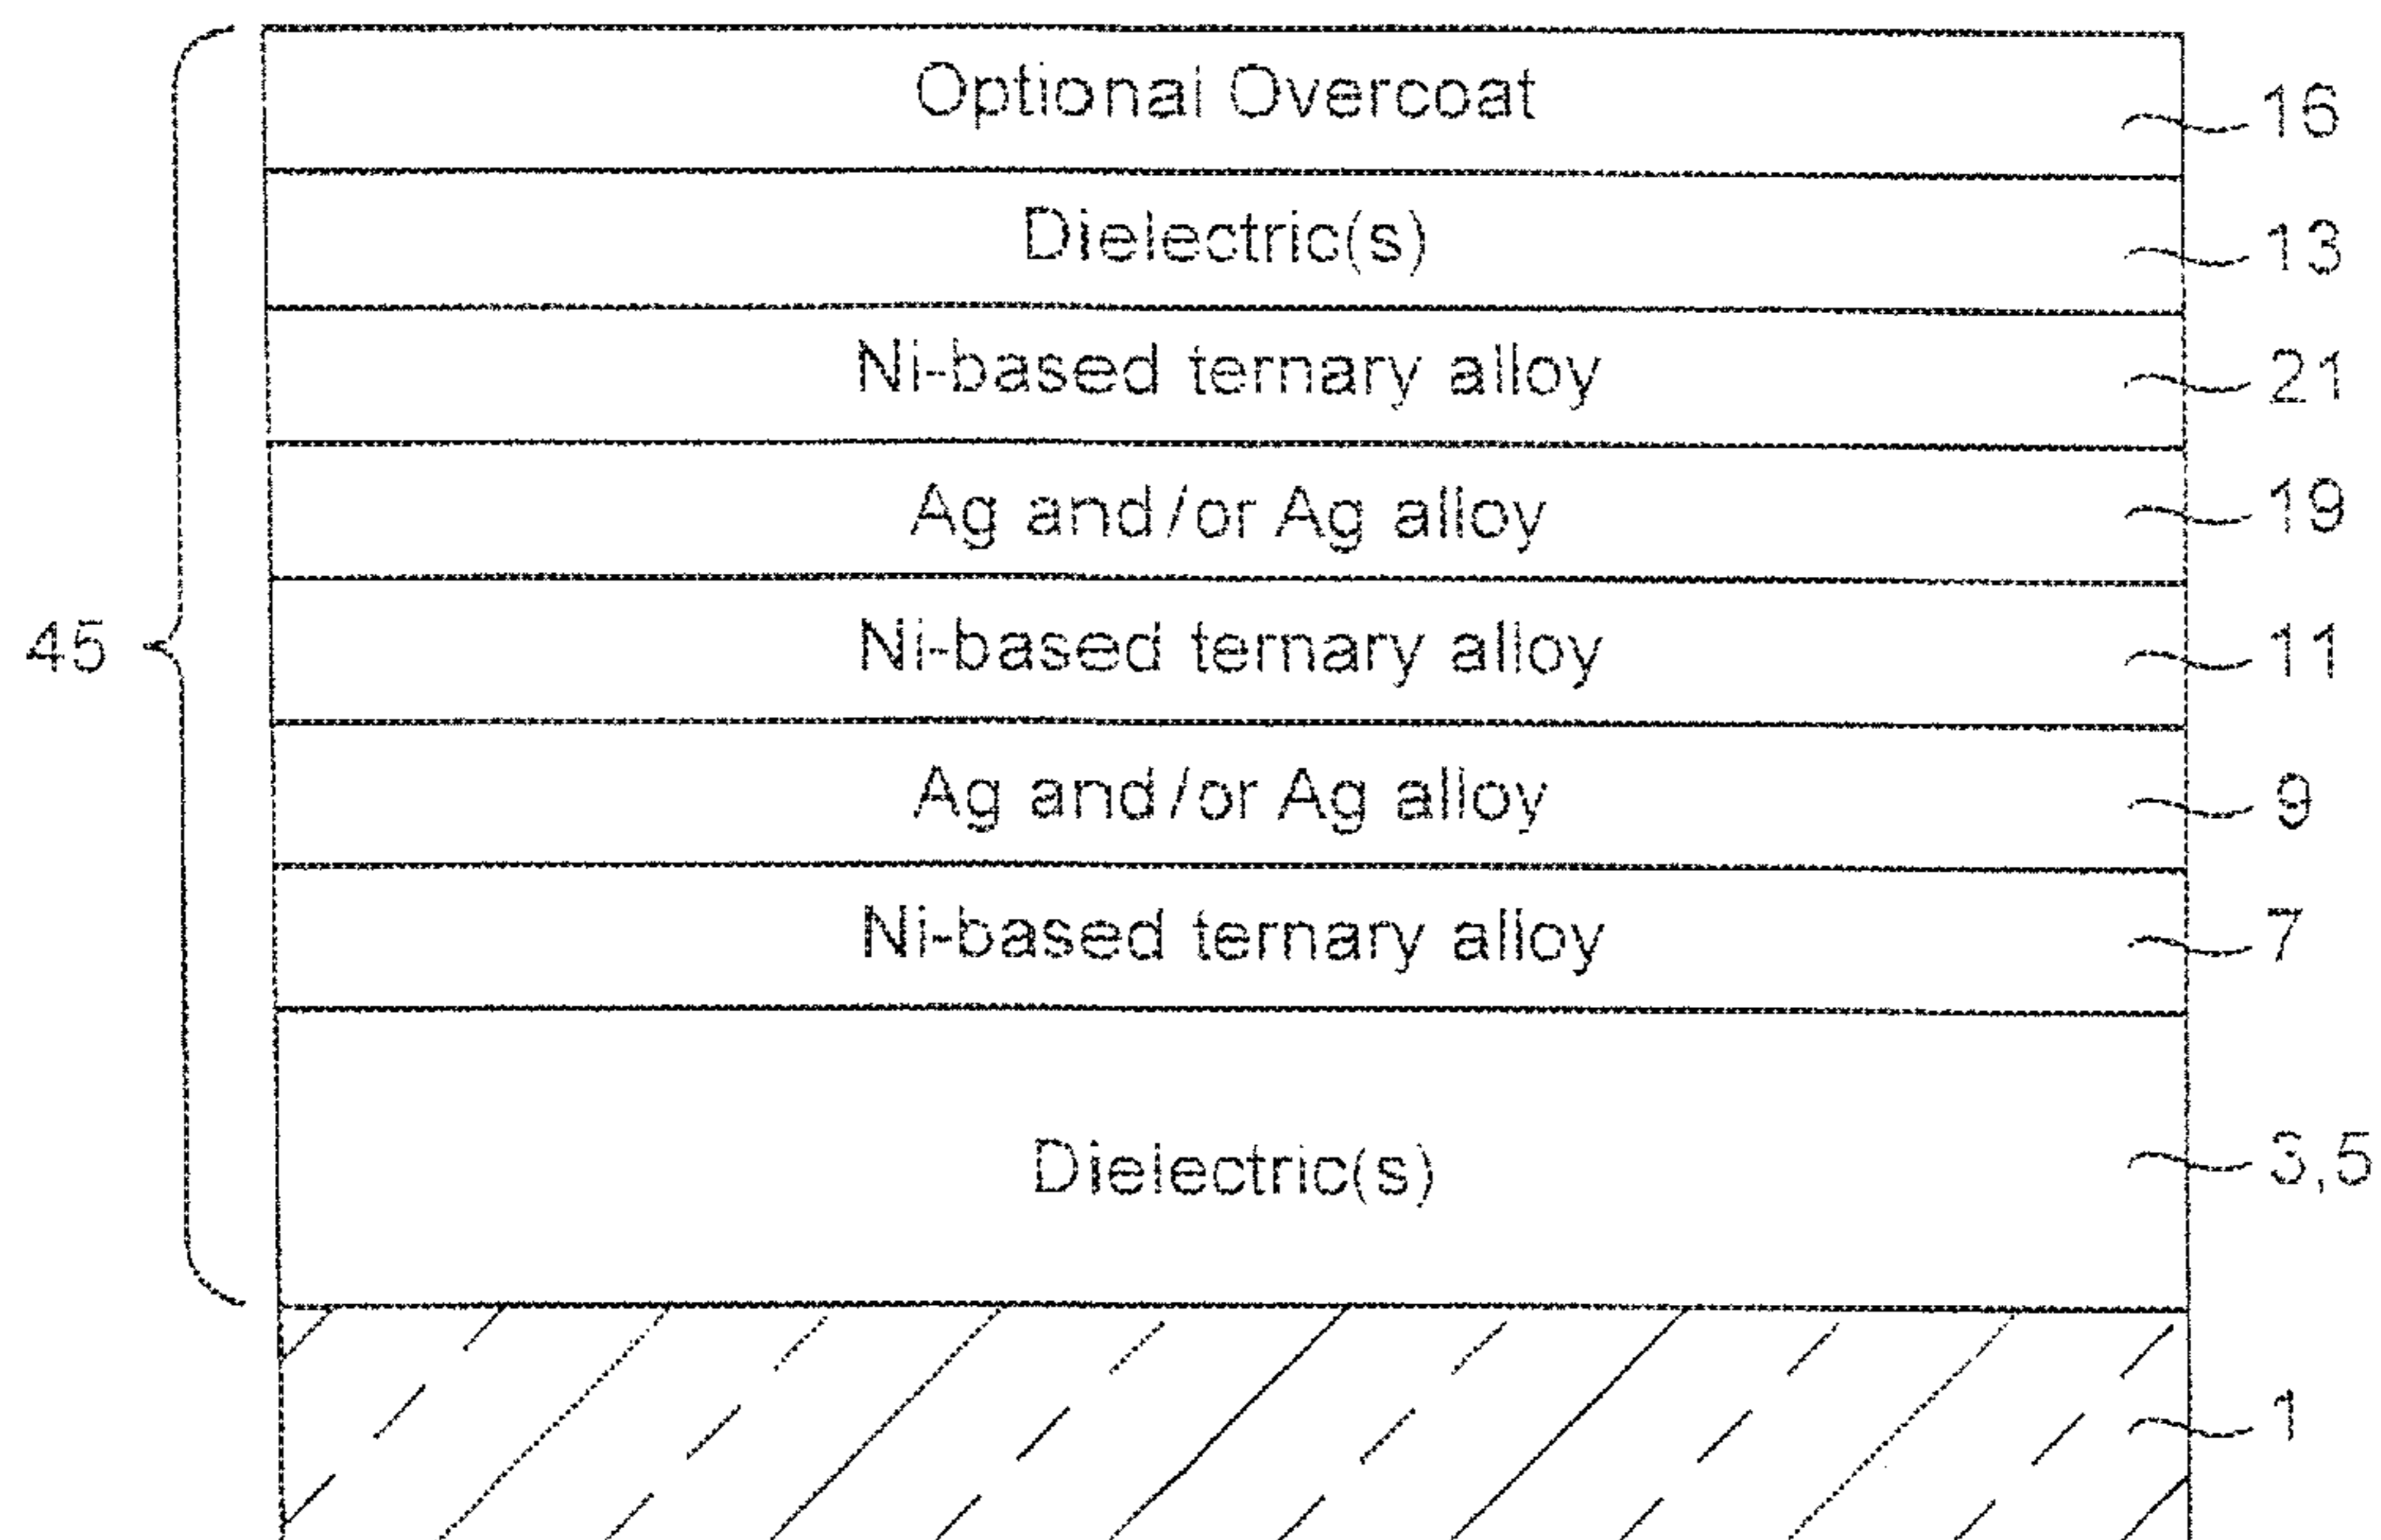 Optional Overcoat 16
Dielectric(s) 13
Ni-based ternary alloy 21
Ag and/or Ag alloy 19
45
Ni-based ternary alloy 11
Ag and/or Ag alloy 9
Ni-based ternary alloy 7
Dielectric(s) 3,5
1